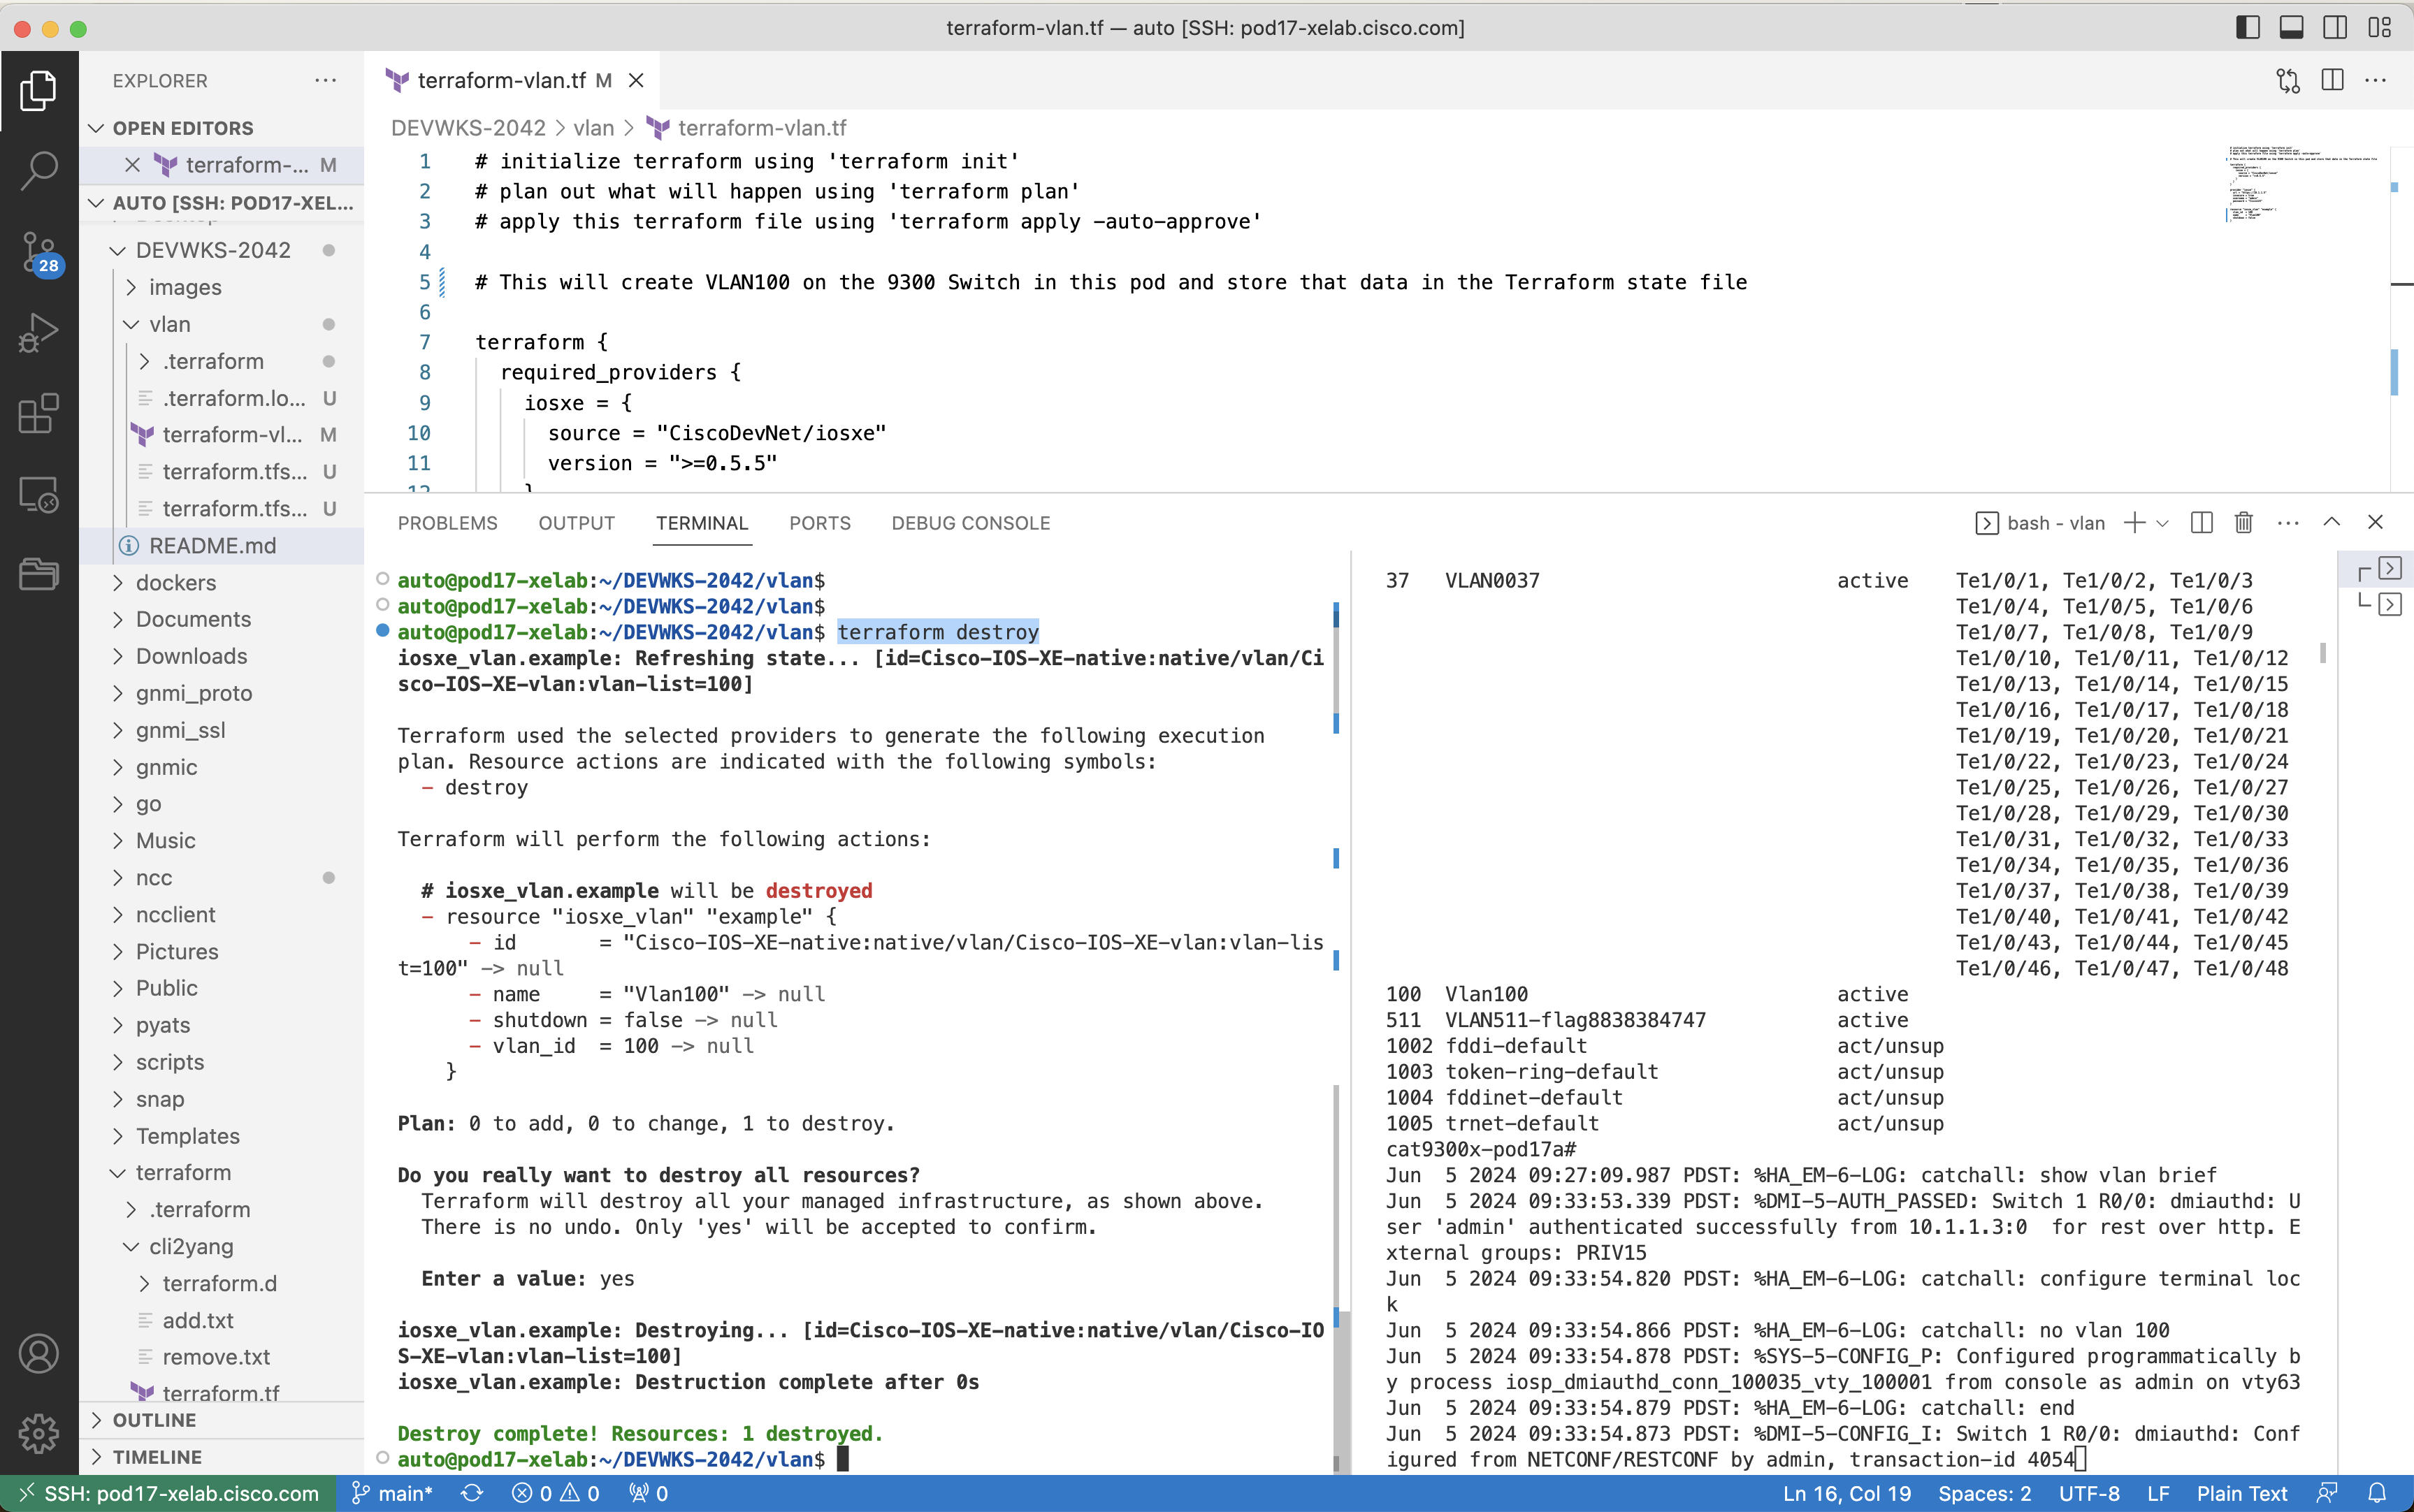 terraform-vlan.tf — auto [SSH: pod17-xelab.cisco.com]
EXPLORER
OPEN EDITORS
terraform-... M
AUTO [SSH: POD17-XEL...
DEVWKS-2042
images
vlan
.terraform
.terraform.lo... U
terraform-vl... M
terraform.tfs... U
terraform.tfs... U
README.md
dockers
Documents
Downloads
gnmi_proto
gnmi_ssl
gnmic
go
Music
ncc
ncclient
Pictures
Public
pyats
scripts
snap
Templates
terraform
.terraform
cli2yang
terraform.d
add.txt
remove.txt
terraform.tf
OUTLINE
TIMELINE
28
terraform-vlan.tf M
DEVWKS-2042 > vlan > terraform-vlan.tf
1 # initialize terraform using 'terraform init'
2 # plan out what will happen using 'terraform plan'
3 # apply this terraform file using 'terraform apply -auto-approve'
4
5 # This will create VLAN100 on the 9300 Switch in this pod and store that data in the Terraform state file
6
7 terraform {
8 required_providers {
9 iosxe = {
10 source = "CiscoDevNet/iosxe"
11 version = ">=0.5.5"
12 }
PROBLEMS OUTPUT TERMINAL PORTS DEBUG CONSOLE
bash - vlan
auto@pod17-xelab:~/DEVWKS-2042/vlan$
auto@pod17-xelab:~/DEVWKS-2042/vlan$
auto@pod17-xelab:~/DEVWKS-2042/vlan$ terraform destroy
iosxe_vlan.example: Refreshing state... [id=Cisco-IOS-XE-native:native/vlan/Ci
sco-IOS-XE-vlan:vlan-list=100]
Terraform used the selected providers to generate the following execution
plan. Resource actions are indicated with the following symbols:
- destroy
Terraform will perform the following actions:
# iosxe_vlan.example will be destroyed
- resource "iosxe_vlan" "example" {
- id = "Cisco-IOS-XE-native:native/vlan/Cisco-IOS-XE-vlan:vlan-lis
t=100" -> null
- name = "Vlan100" -> null
- shutdown = false -> null
- vlan_id = 100 -> null
}
Plan: 0 to add, 0 to change, 1 to destroy.
Do you really want to destroy all resources?
Terraform will destroy all your managed infrastructure, as shown above.
There is no undo. Only 'yes' will be accepted to confirm.
Enter a value: yes
iosxe_vlan.example: Destroying... [id=Cisco-IOS-XE-native:native/vlan/Cisco-IO
S-XE-vlan:vlan-list=100]
iosxe_vlan.example: Destruction complete after 0s
Destroy complete! Resources: 1 destroyed.
auto@pod17-xelab:~/DEVWKS-2042/vlan$
37 VLAN0037 active Te1/0/1, Te1/0/2, Te1/0/3
Te1/0/4, Te1/0/5, Te1/0/6
Te1/0/7, Te1/0/8, Te1/0/9
Te1/0/10, Te1/0/11, Te1/0/12
Te1/0/13, Te1/0/14, Te1/0/15
Te1/0/16, Te1/0/17, Te1/0/18
Te1/0/19, Te1/0/20, Te1/0/21
Te1/0/22, Te1/0/23, Te1/0/24
Te1/0/25, Te1/0/26, Te1/0/27
Te1/0/28, Te1/0/29, Te1/0/30
Te1/0/31, Te1/0/32, Te1/0/33
Te1/0/34, Te1/0/35, Te1/0/36
Te1/0/37, Te1/0/38, Te1/0/39
Te1/0/40, Te1/0/41, Te1/0/42
Te1/0/43, Te1/0/44, Te1/0/45
Te1/0/46, Te1/0/47, Te1/0/48
100 Vlan100 active
511 VLAN511-flag8838384747 active
1002 fddi-default act/unsup
1003 token-ring-default act/unsup
1004 fddinet-default act/unsup
1005 trnet-default act/unsup
cat9300x-pod17a#
Jun 5 2024 09:27:09.987 PDST: %HA_EM-6-LOG: catchall: show vlan brief
Jun 5 2024 09:33:53.339 PDST: %DMI-5-AUTH_PASSED: Switch 1 R0/0: dmiauthd: U
ser 'admin' authenticated successfully from 10.1.1.3:0 for rest over http. E
xternal groups: PRIV15
Jun 5 2024 09:33:54.820 PDST: %HA_EM-6-LOG: catchall: configure terminal loc
k
Jun 5 2024 09:33:54.866 PDST: %HA_EM-6-LOG: catchall: no vlan 100
Jun 5 2024 09:33:54.878 PDST: %SYS-5-CONFIG_P: Configured programmatically b
y process iosp_dmiauthd_conn_100035_vty_100001 from console as admin on vty63
Jun 5 2024 09:33:54.879 PDST: %HA_EM-6-LOG: catchall: end
Jun 5 2024 09:33:54.873 PDST: %DMI-5-CONFIG_I: Switch 1 R0/0: dmiauthd: Conf
igured from NETCONF/RESTCONF by admin, transaction-id 4054
SSH: pod17-xelab.cisco.com main* 0 0 0 Ln 16, Col 19 Spaces: 2 UTF-8 LF Plain Text